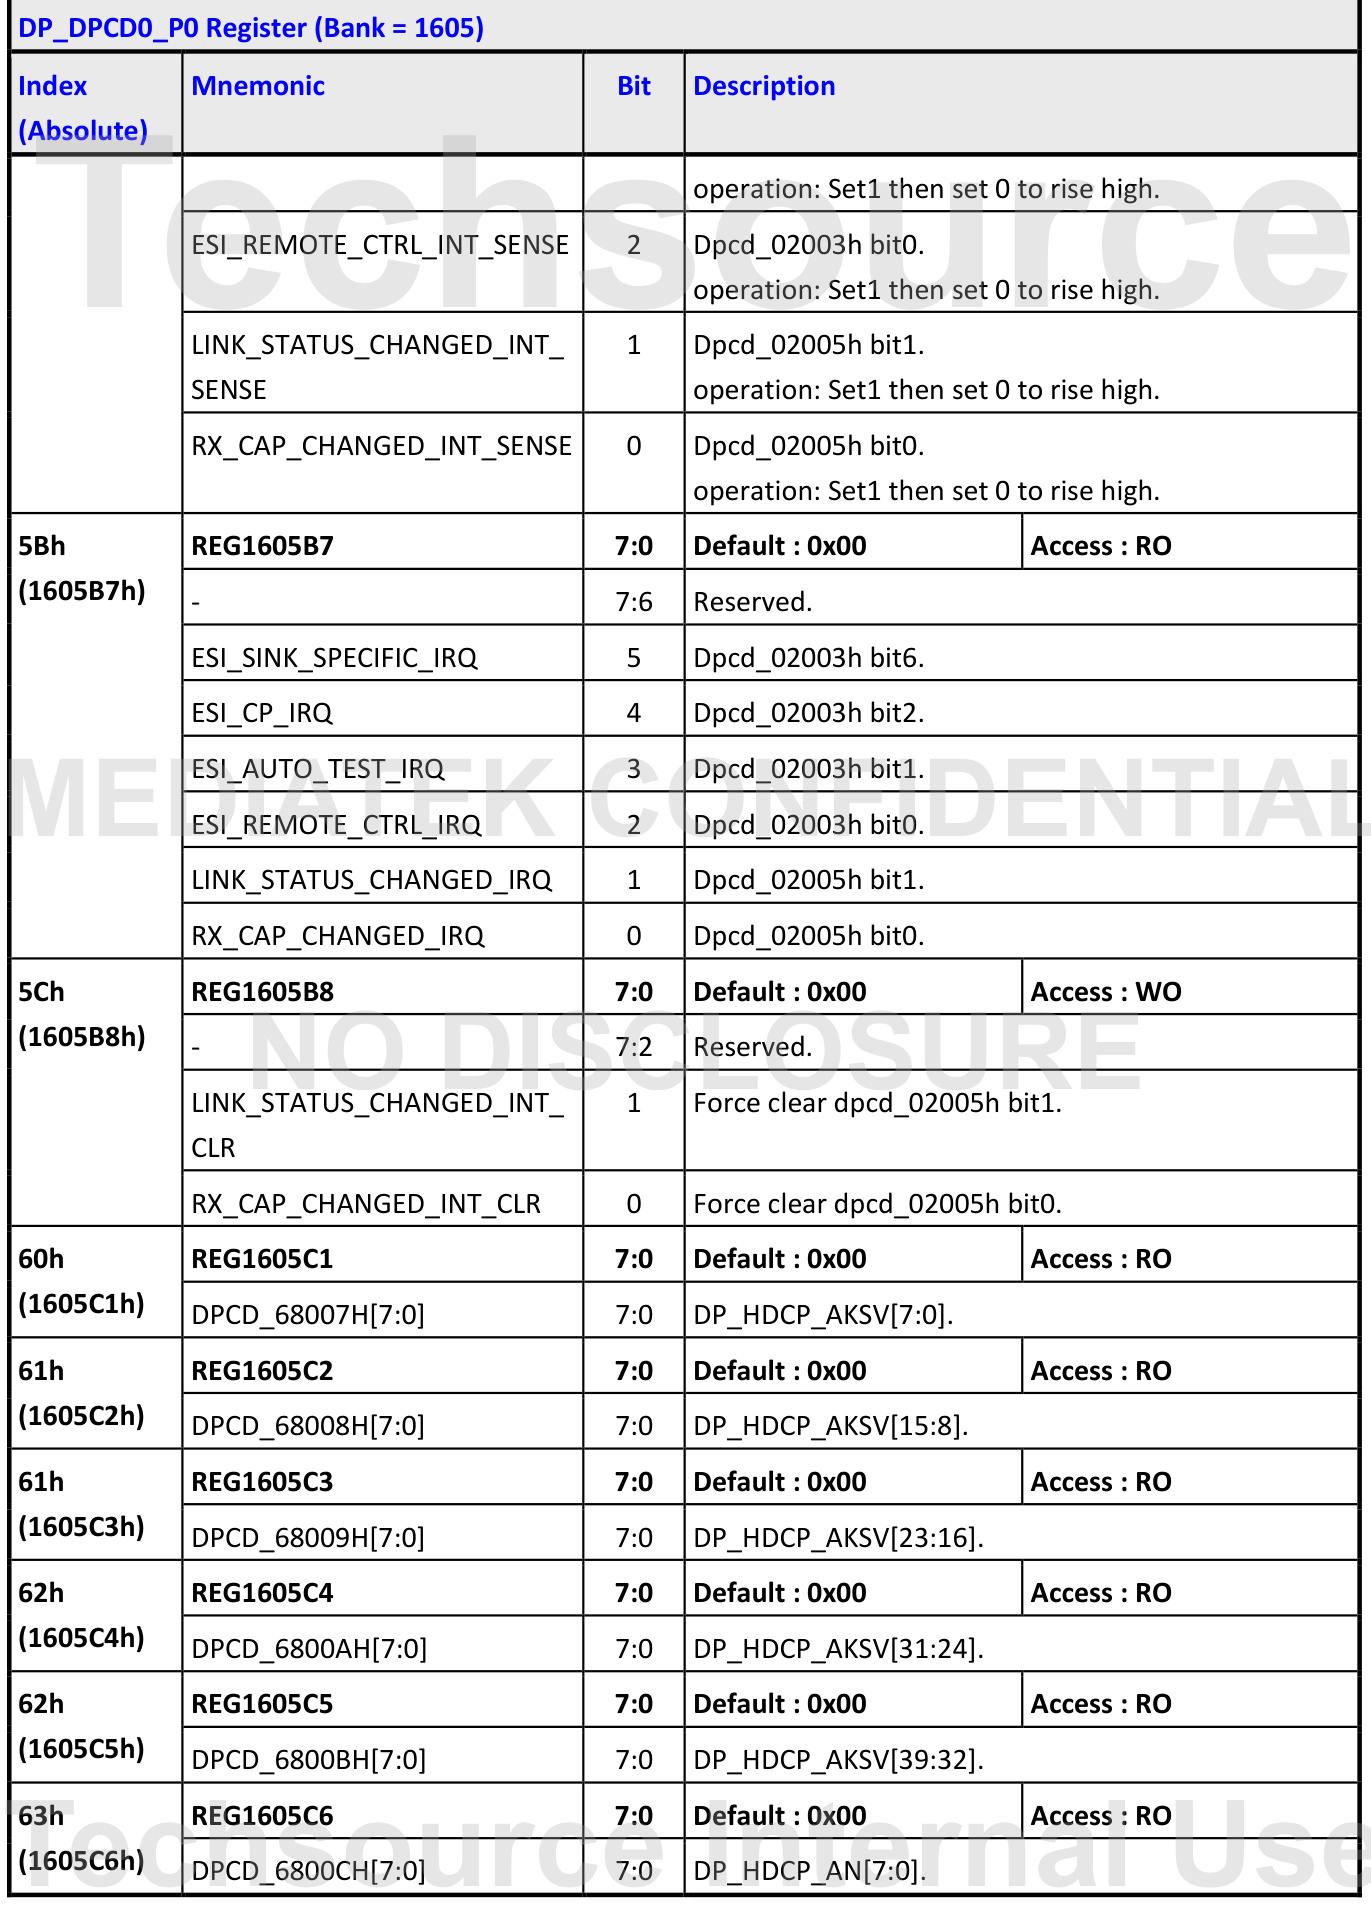 DP_DPCD0_P0 Register (Bank = 1605)
Index Mnemonic Bit Description
(Absolute)
operation: Set1 then set 0 to rise high.
ESI_REMOTE_CTRL_INT_SENSE 2 Dpcd_02003h bit0.
operation: Set1 then set 0 to rise high.
LINK_STATUS_CHANGED_INT_ 1 Dpcd_02005h bit1.
SENSE operation: Set1 then set 0 to rise high.
RX_CAP_CHANGED_INT_SENSE 0 Dpcd_02005h bit0.
operation: Set1 then set 0 to rise high.
Techsource
5Bh REG1605B7 7:0 Default : 0x00 Access : RO
(1605B7h)
- 7:6 Reserved.
ESI_SINK_SPECIFIC_IRQ 5 Dpcd_02003h bit6.
ESI_CP_IRQ 4 Dpcd_02003h bit2.
ESI_AUTO_TEST_IRQ 3 Dpcd_02003h bit1.
MEDIATEK CONFIDENTIAL
ESI_REMOTE_CTRL_IRQ 2 Dpcd_02003h bit0.
LINK_STATUS_CHANGED_IRQ 1 Dpcd_02005h bit1.
RX_CAP_CHANGED_IRQ 0 Dpcd_02005h bit0.
5Ch REG1605B8 7:0 Default : 0x00 Access : WO
(1605B8h)
- 7:2 Reserved.
NO DISCLOSURE
LINK_STATUS_CHANGED_INT_ 1 Force clear dpcd_02005h bit1.
CLR
RX_CAP_CHANGED_INT_CLR 0 Force clear dpcd_02005h bit0.
60h REG1605C1 7:0 Default : 0x00 Access : RO
(1605C1h) DPCD_68007H[7:0] 7:0 DP_HDCP_AKSV[7:0].
61h REG1605C2 7:0 Default : 0x00 Access : RO
(1605C2h) DPCD_68008H[7:0] 7:0 DP_HDCP_AKSV[15:8].
61h REG1605C3 7:0 Default : 0x00 Access : RO
(1605C3h) DPCD_68009H[7:0] 7:0 DP_HDCP_AKSV[23:16].
62h REG1605C4 7:0 Default : 0x00 Access : RO
(1605C4h) DPCD_6800AH[7:0] 7:0 DP_HDCP_AKSV[31:24].
62h REG1605C5 7:0 Default : 0x00 Access : RO
(1605C5h) DPCD_6800BH[7:0] 7:0 DP_HDCP_AKSV[39:32].
63h REG1605C6 7:0 Default : 0x00 Access : RO
(1605C6h) DPCD_6800CH[7:0] 7:0 DP_HDCP_AN[7:0].
Techsource Internal Use